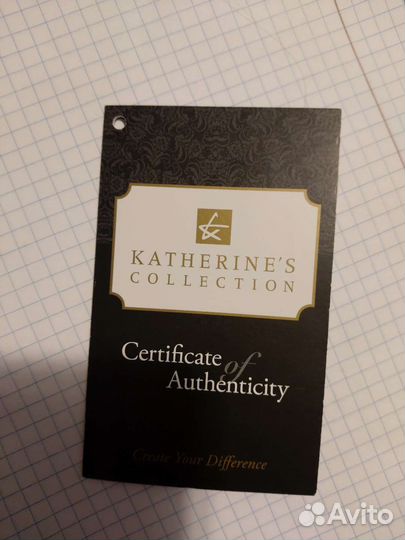 KATHERINE'S
COLLECTION
Certificate of
Authenticity
Create Your Difference
Avito